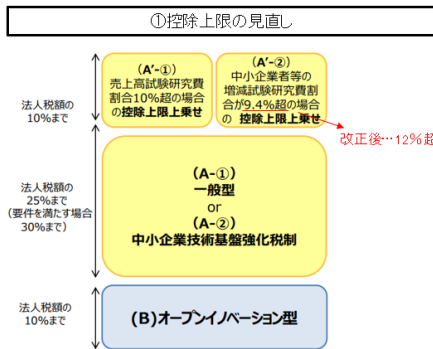 ①控除上限の見直し
法人税額の
10%まで
(A'-①)
売上高試験研究費
割合10%超の場合
の控除上限上乗せ
(A'-②)
中小企業者等の
増減試験研究費割
合が9.4%超の場合
の 控除上限上乗せ
改正後…12%超
法人税額の
25%まで
(要件を満たす場合
30%まで)
(A-①)
一般型
or
(A-②)
中小企業技術基盤強化税制
法人税額の
10%まで
(B)オープンイノベーション型